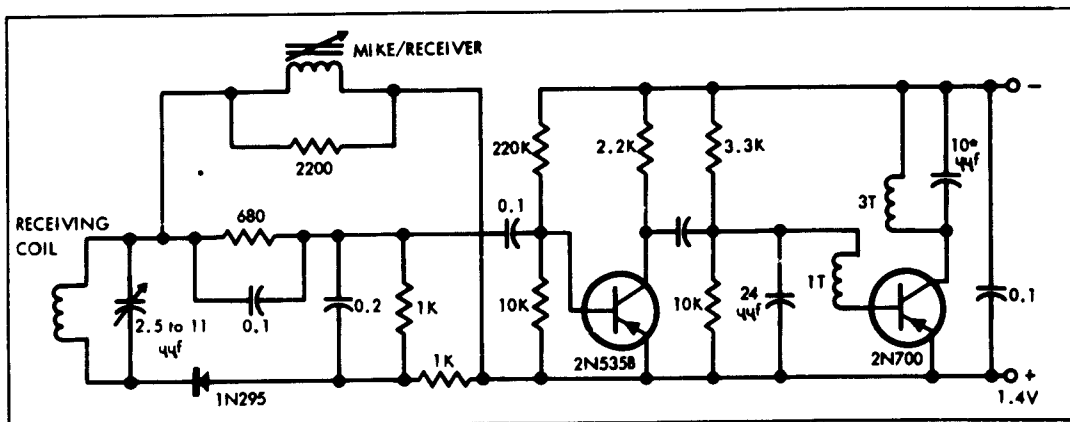 MIKE/RECEIVER
2200
220K
2.2K
3.3K
10*
µµf
3T
RECEIVING
COIL
680
0.1
0.1
2.5 to 11
µµf
0.2
1K
10K
10K
24
µµf
1T
0.1
1K
2N535B
2N700
1N295
-
+
1.4V